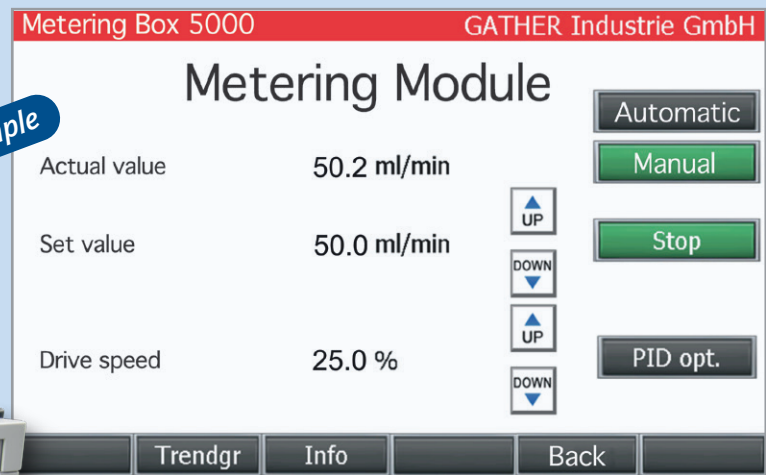 Metering Box 5000 GATHER Industrie GmbH
Metering Module
Automatic
Actual value 50.2 ml/min Manual
UP
Set value 50.0 ml/min Stop
DOWN
UP
Drive speed 25.0 % PID opt.
DOWN
Trendgr Info Back